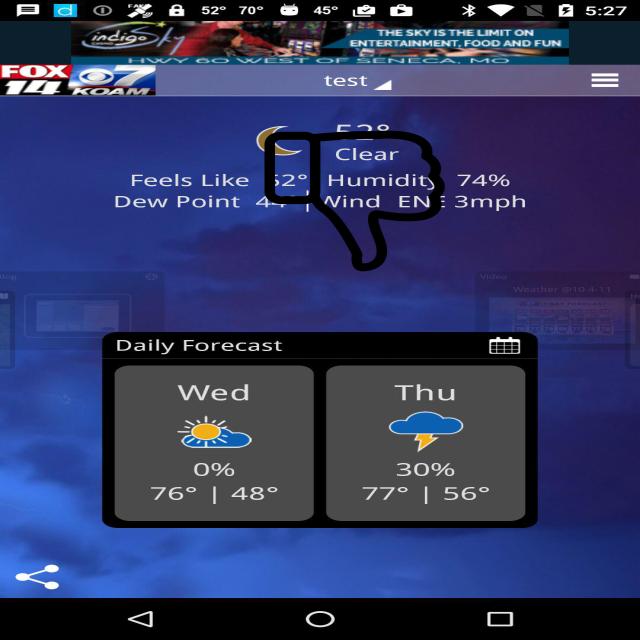 52° 70° 45° 5:27
indigo Sky
THE SKY IS THE LIMIT ON
ENTERTAINMENT, FOOD AND FUN
HWY 60 WEST OF SENECA, MO
FOX
14
7
KOAM
test
52°
Clear
Feels Like 52° Humidity 74%
Dew Point 44° | Wind ENE 3mph
Video
Weather @10 4-11
Daily Forecast
Wed Thu
0% 30%
76° | 48° 77° | 56°